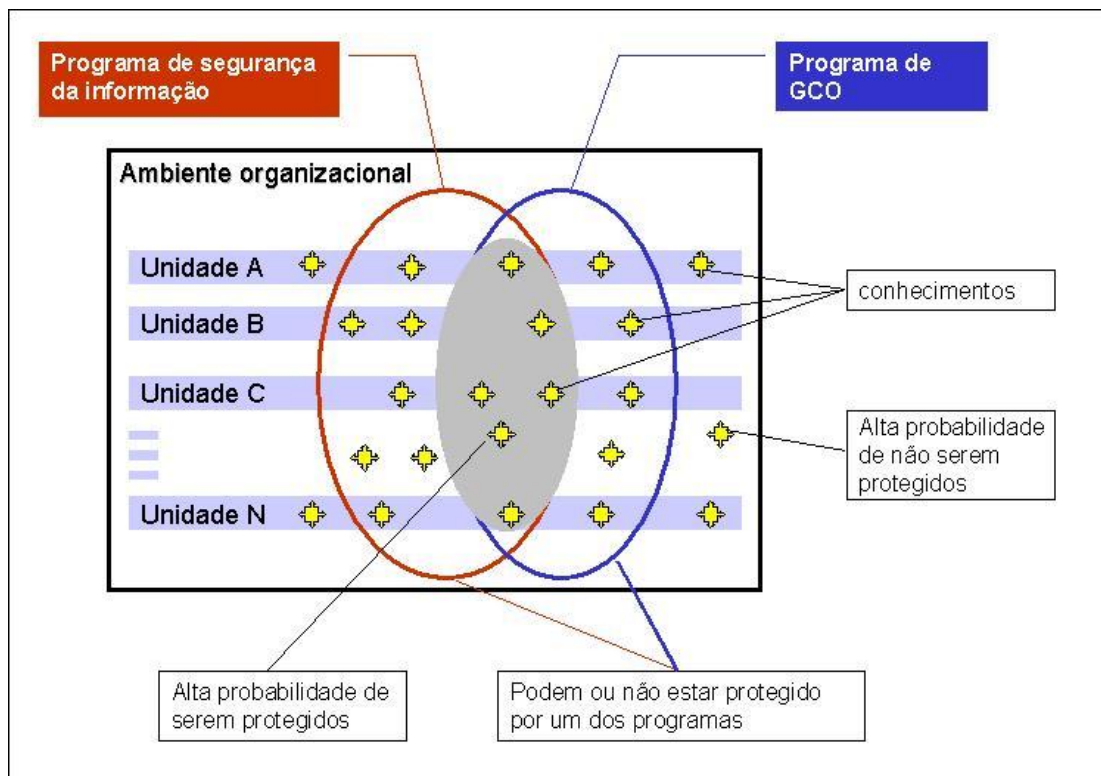 Programa de segurança
da informação
Programa de
GCO
Ambiente organizacional
Unidade A
Unidade B
Unidade C
Unidade N
conhecimentos
Alta probabilidade
de não serem
protegidos
Alta probabilidade de
serem protegidos
Podem ou não estar protegido
por um dos programas